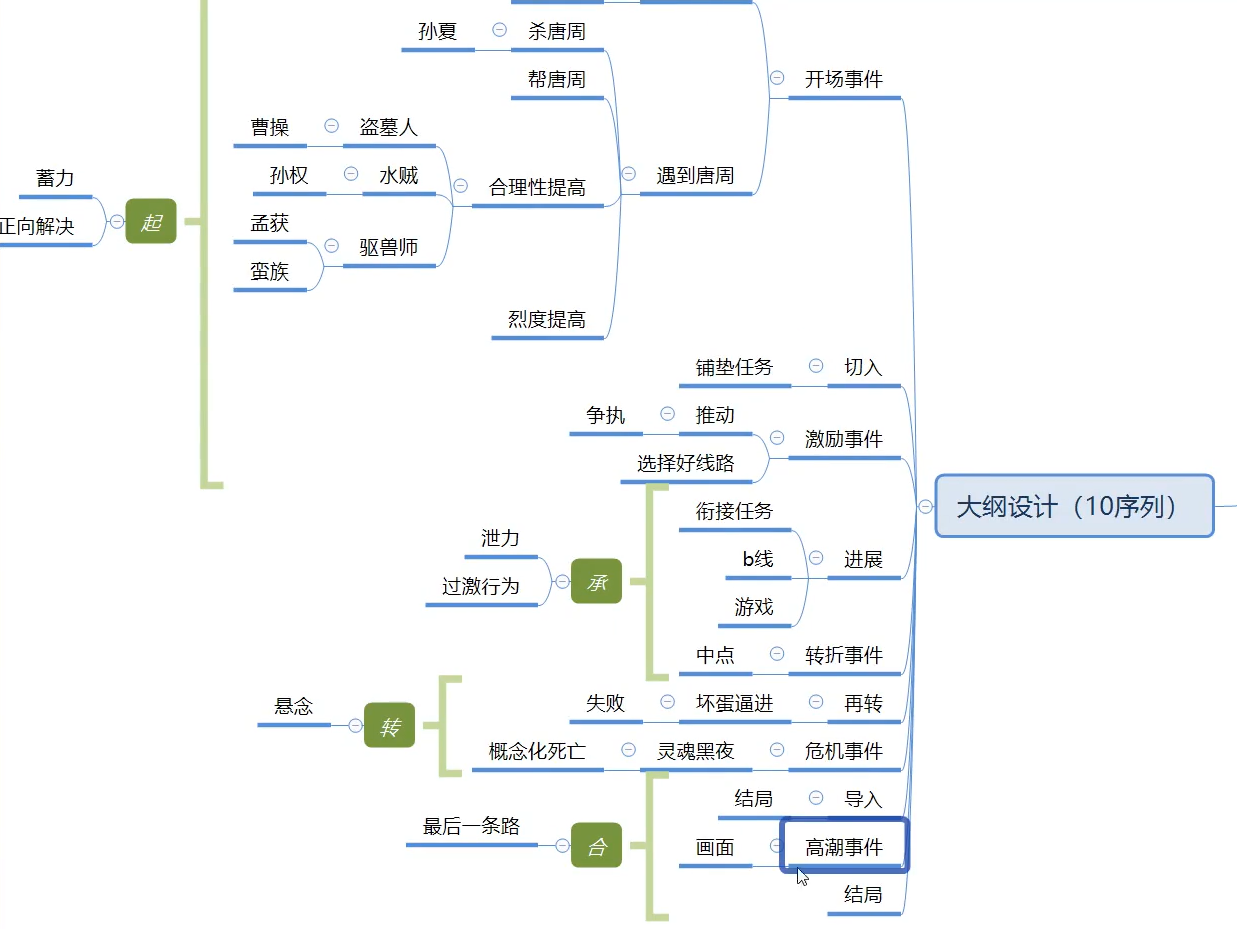 孙夏
杀唐周
帮唐周
开场事件
曹操
盗墓人
孙权
水贼
合理性提高
遇到唐周
蓄力
正向解决
起
孟获
驱兽师
蛮族
烈度提高
铺垫任务
切入
争执
推动
激励事件
选择好线路
大纲设计（10序列）
衔接任务
泄力
b线
进展
过激行为
承
游戏
中点
转折事件
悬念
转
失败
坏蛋逼进
再转
概念化死亡
灵魂黑夜
危机事件
结局
导入
最后一条路
合
画面
高潮事件
结局